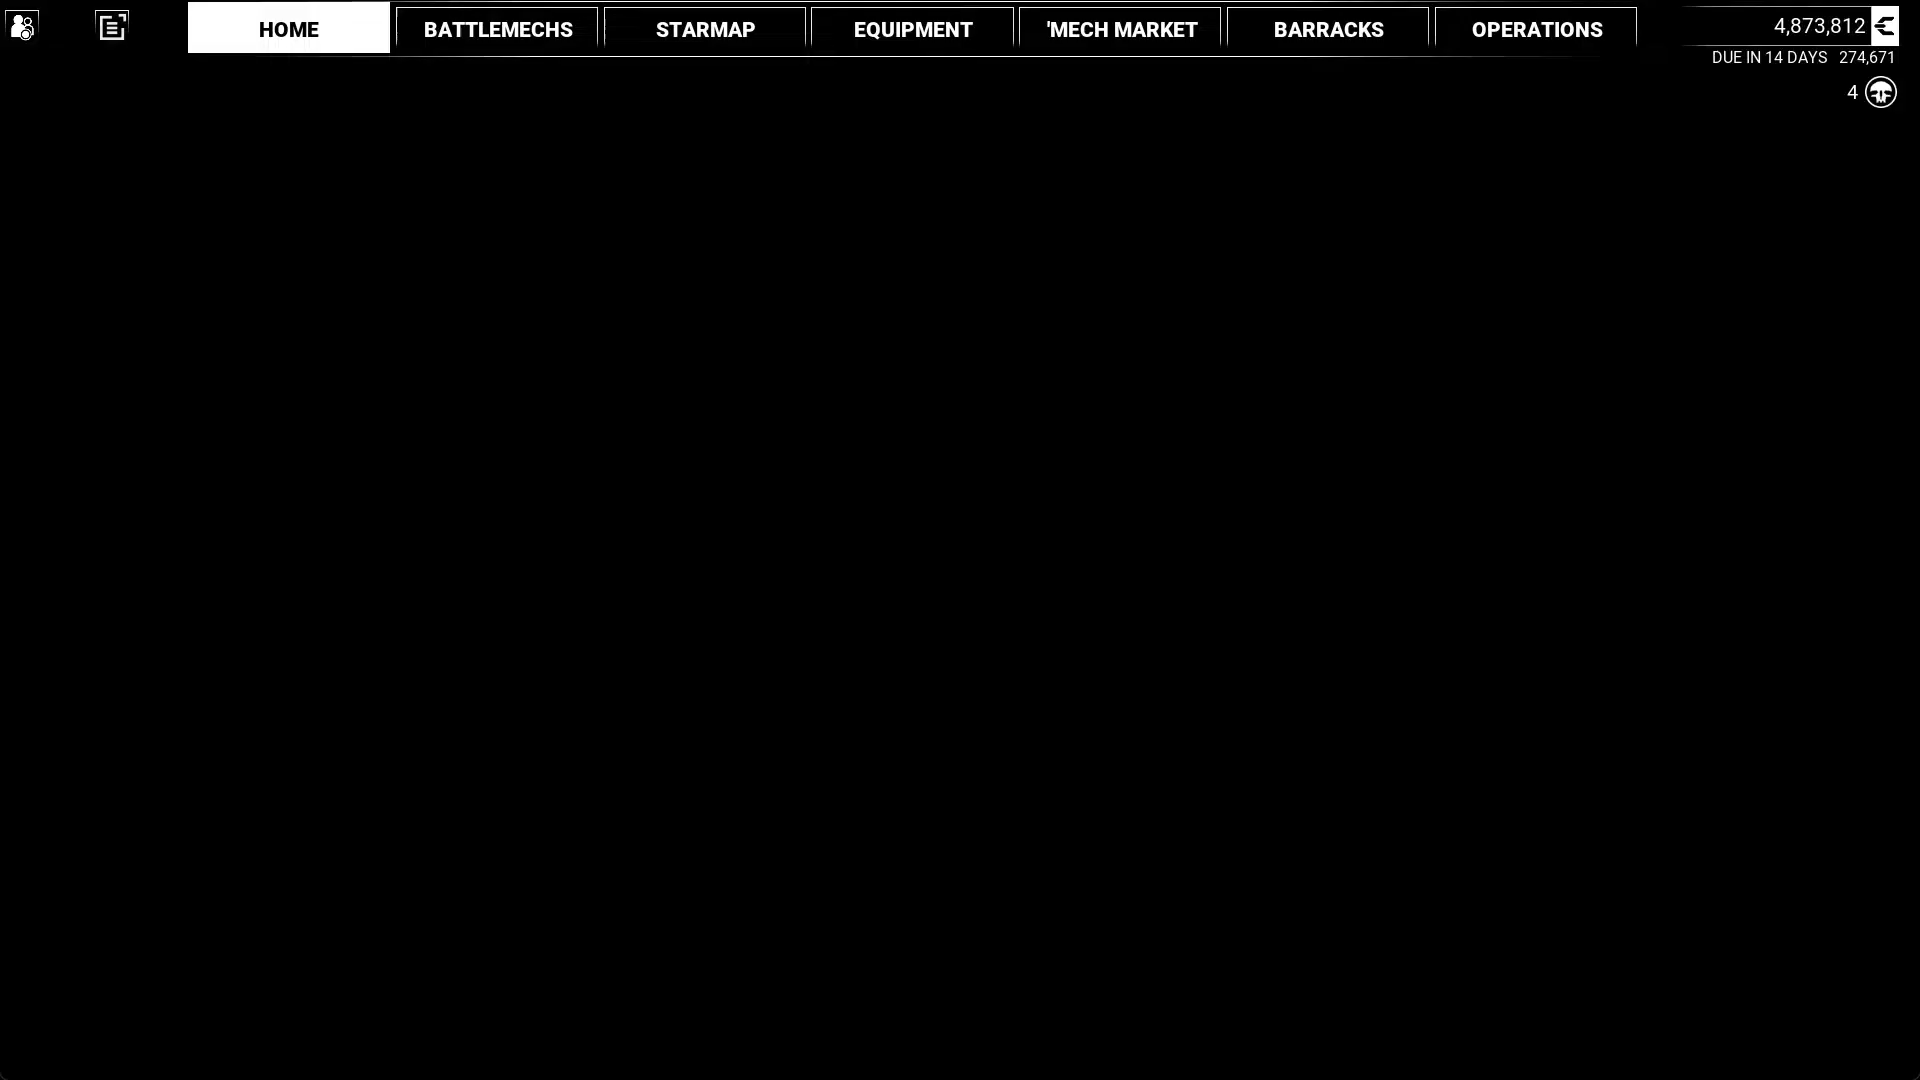 HOME
BATTLEMECHS
STARMAP
EQUIPMENT
'MECH MARKET
BARRACKS
OPERATIONS
4,873,812
DUE IN 14 DAYS 274,671
4